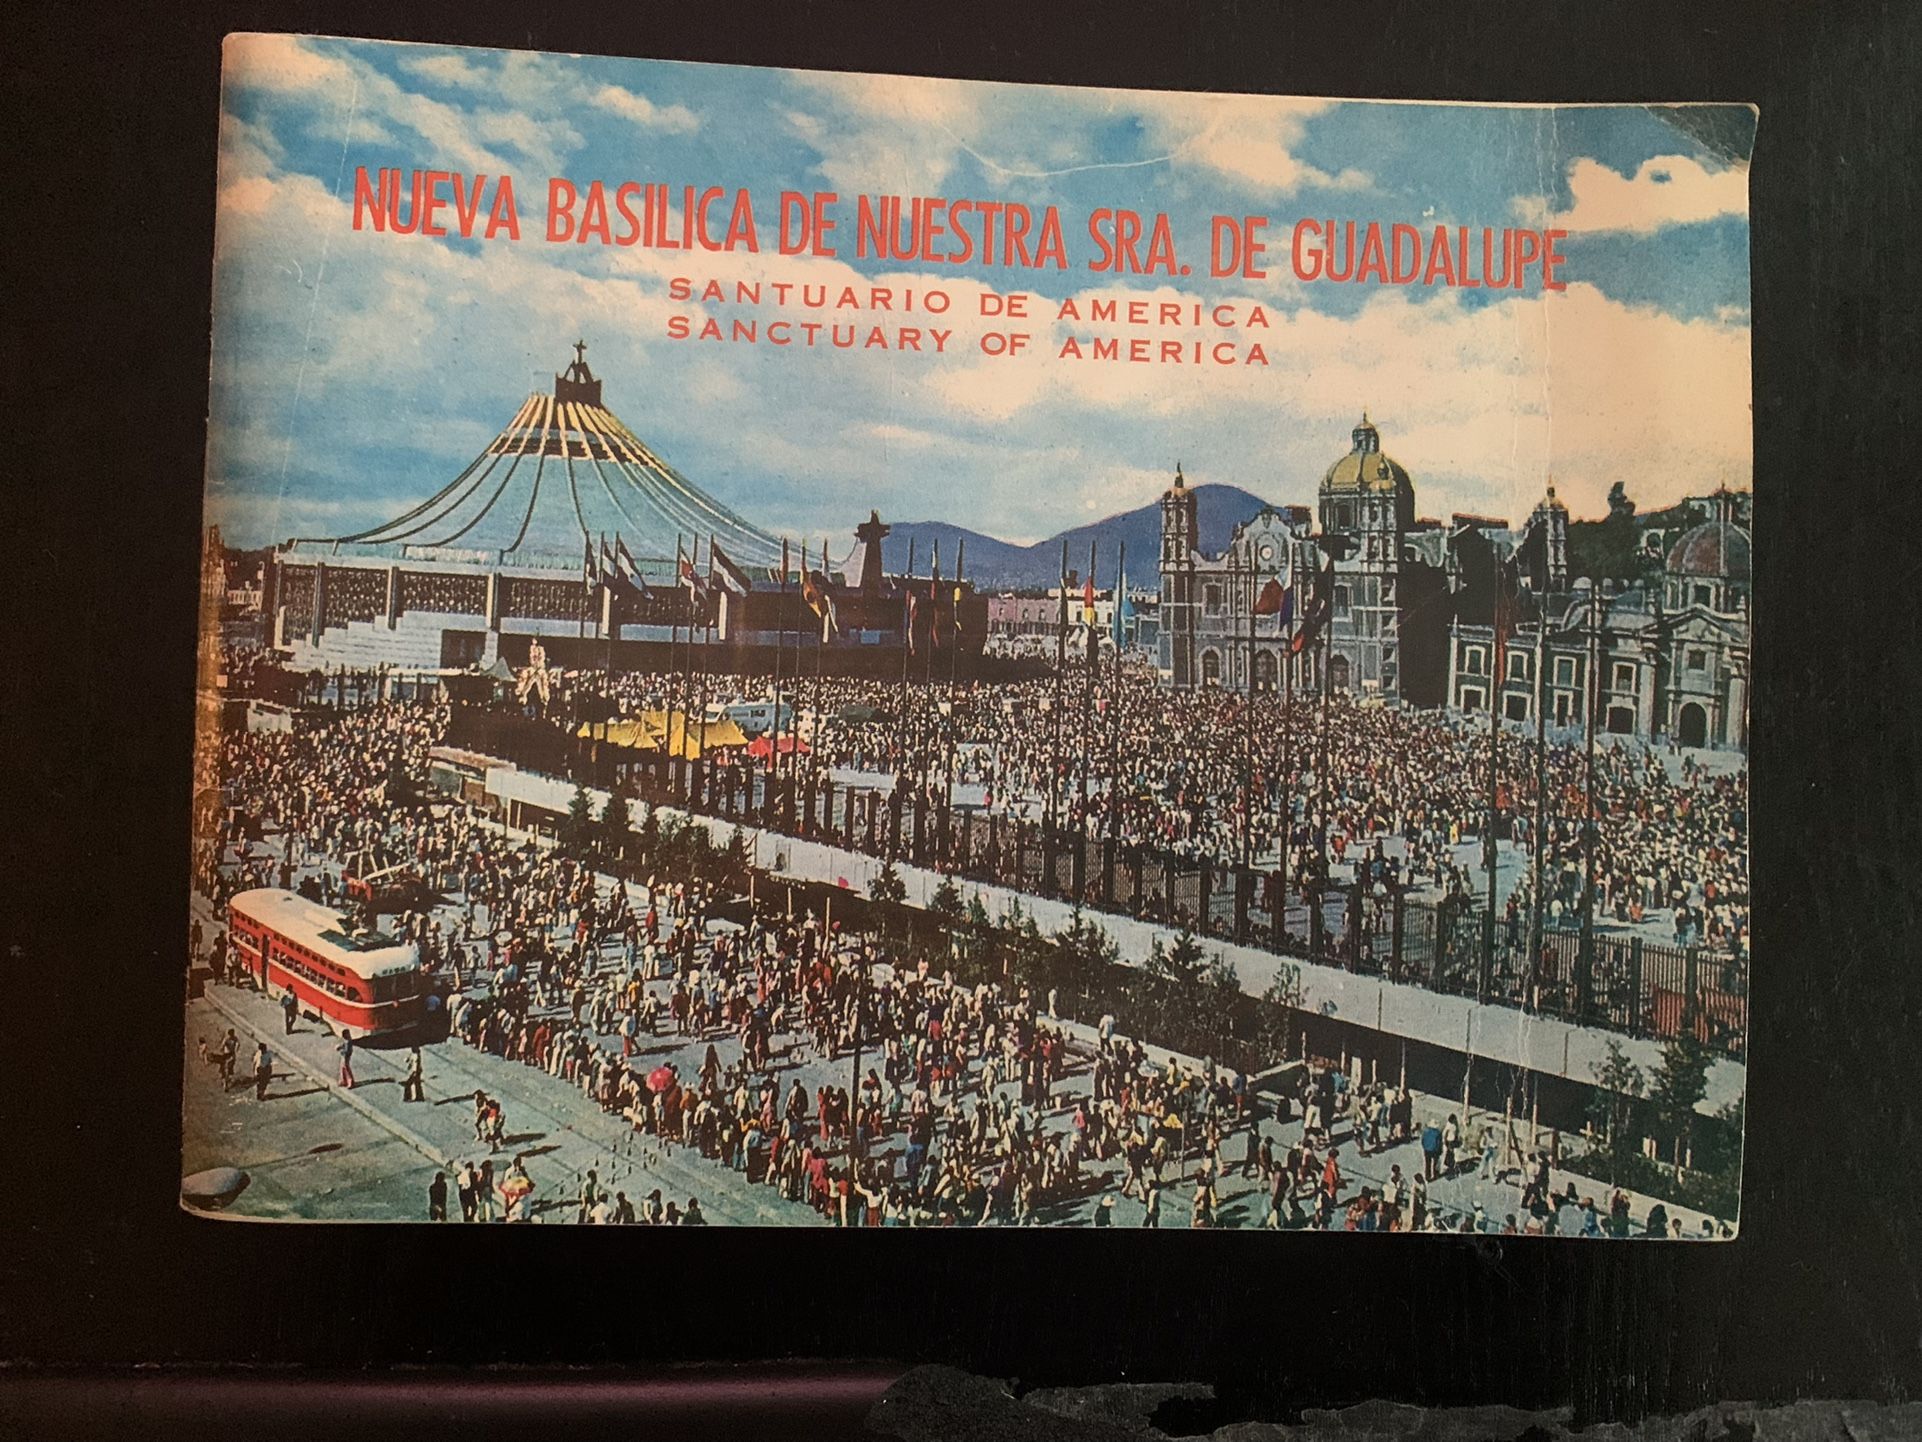 NUEVA BASILICA DE NUESTRA SRA. DE GUADALUPE
SANTUARIO DE AMERICA
SANCTUARY OF AMERICA